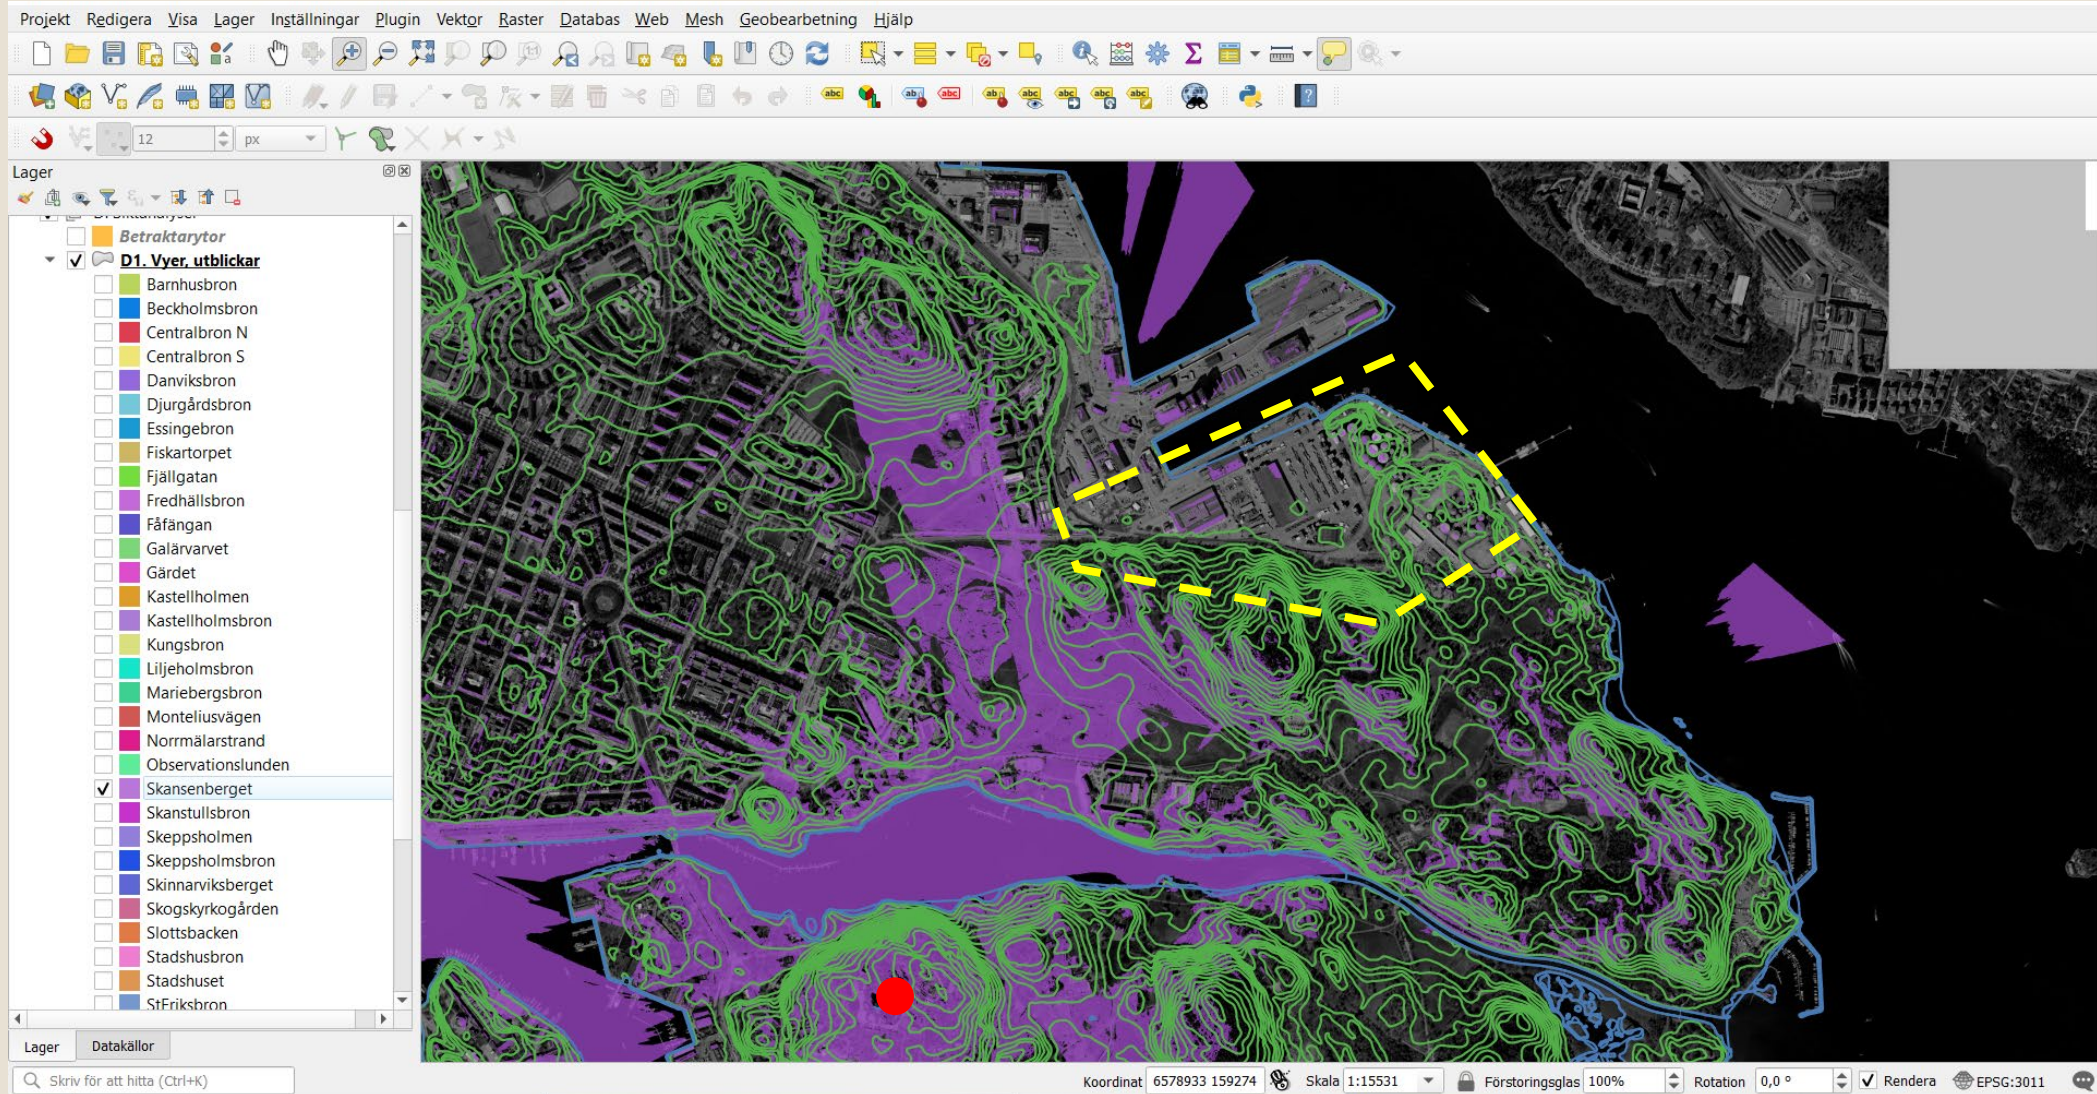 Projekt Redigera Visa Lager Inställningar Plugin Vektor Raster Databas Web Mesh Geobearbetning Hjälp
12 px
Lager
Betraktarytor
D1. Vyer, utblickar
Barnhusbron
Beckholmsbron
Centralbron N
Centralbron S
Danviksbron
Djurgårdsbron
Essingebron
Fiskartorpet
Fjällgatan
Fredhällsbron
Fåfängan
Galärvarvet
Gärdet
Kastellholmen
Kastellholmsbron
Kungsbron
Liljeholmsbron
Mariebergsbron
Monteliusvägen
Norrmälarstrand
Observationslunden
Skansenberget
Skanstullsbron
Skeppsholmen
Skeppsholmsbron
Skinnarviksberget
Skogskyrkogården
Slottsbacken
Stadshusbron
Stadshuset
StEriksbron
Lager Datakällor
Skriv för att hitta (Ctrl+K) Koordinat 6578933 159274 Skala 1:15531 Förstoringsglas 100% Rotation 0,0 ° Rendera EPSG:3011